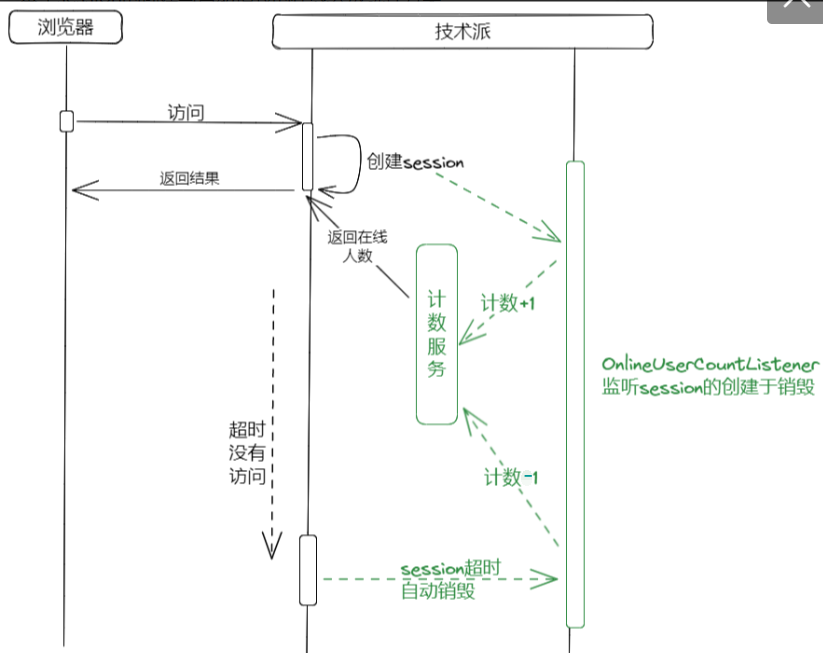 浏览器
技术派
访问
创建session
返回结果
返回在线
人数
计数+1
计
数
服
务
OnlineUserCountListener
监听session的创建于销毁
超时
没有
访问
计数-1
session超时
自动销毁